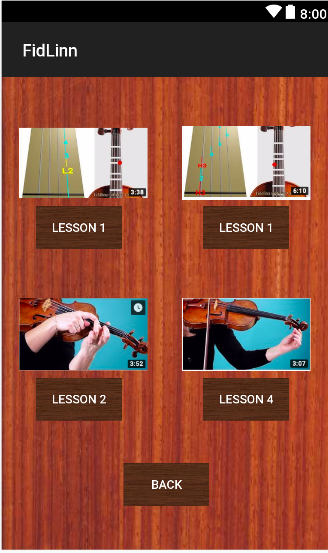 8:00
FidLinn
L2
3:38
6:10
LESSON 1
LESSON 1
3:52
3:07
LESSON 2
LESSON 4
BACK